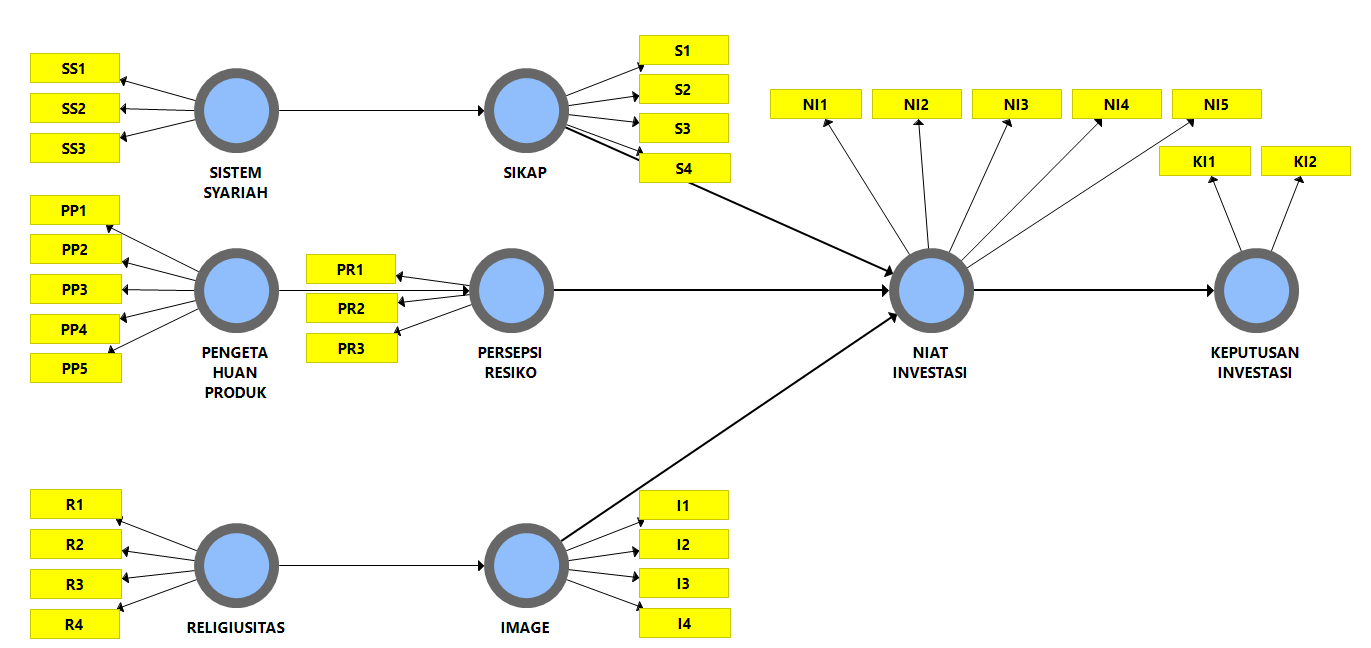 SS1
SS2
SS3
SISTEM
SYARIAH
S1
S2
S3
S4
SIKAP
NI1
NI2
NI3
NI4
NI5
KI1
KI2
PP1
PP2
PP3
PP4
PP5
PENGETA
HUAN
PRODUK
PR1
PR2
PR3
PERSEPSI
RESIKO
NIAT
INVESTASI
KEPUTUSAN
INVESTASI
R1
R2
R3
R4
RELIGIUSITAS
IMAGE
I1
I2
I3
I4